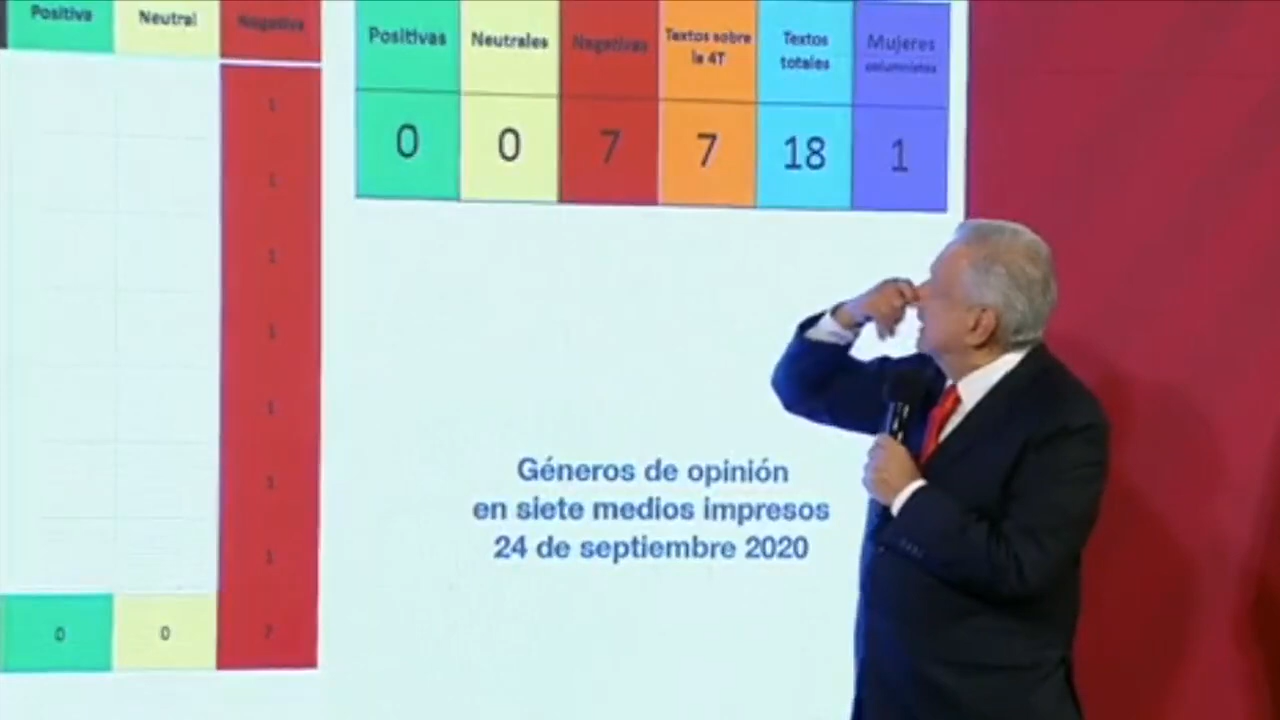 Positiva
Neutral
Negativa
1
1
1
1
1
1
1
0
0
7
Positivas
Neutrales
Negativas
Textos sobre
la 4T
Textos
totales
Mujeres
columnistas
0
0
7
7
18
1
Géneros de opinión
en siete medios impresos
24 de septiembre 2020